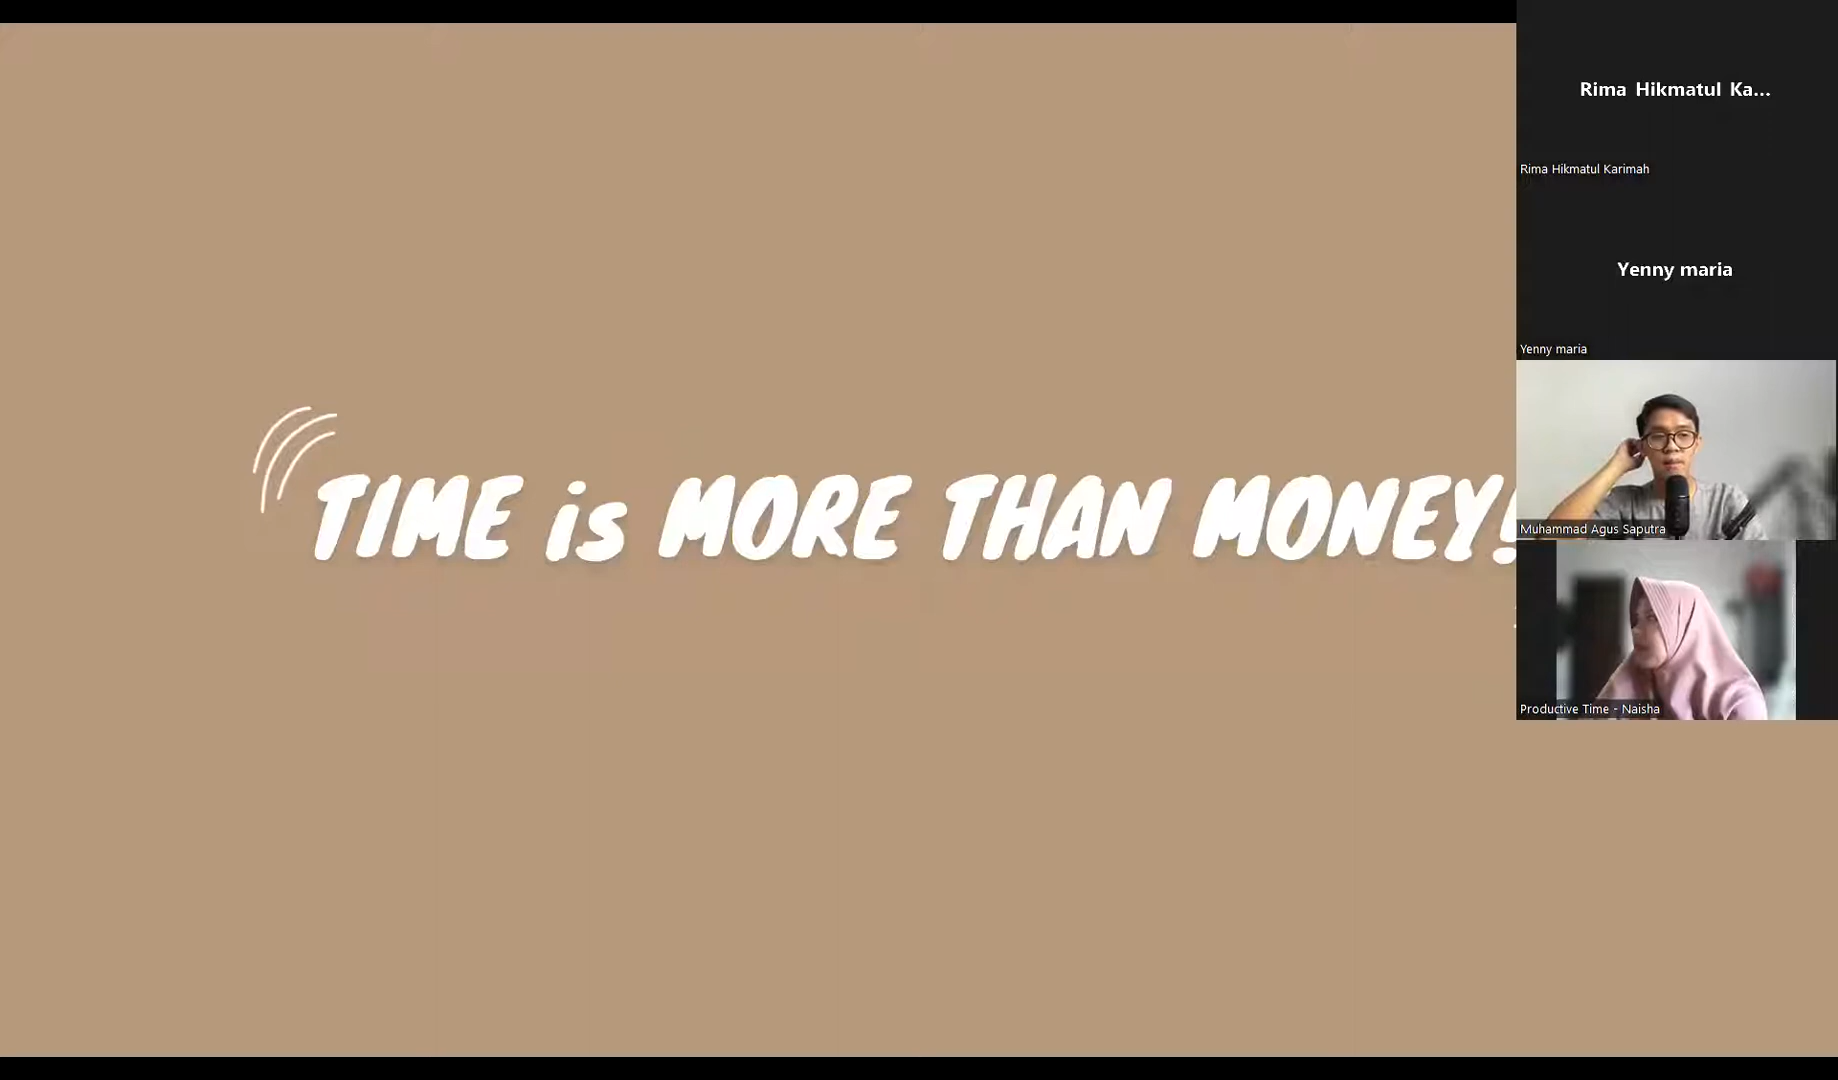 TIME is MORE THAN MONEY!
Rima Hikmatul Ka...
Rima Hikmatul Karimah
Yenny maria
Yenny maria
Muhammad Agus Saputra
Productive Time - Naisha